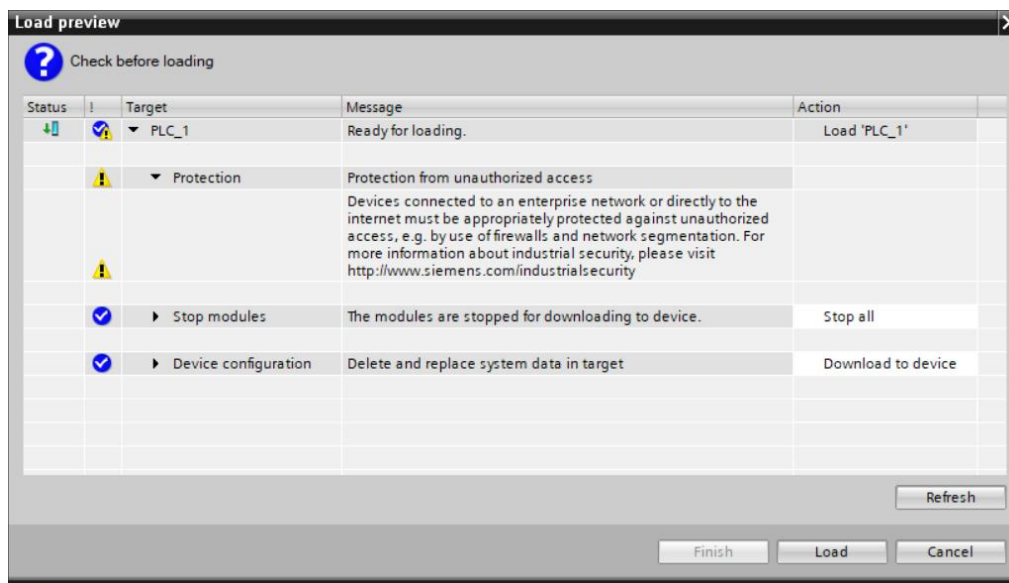 Load preview
Check before loading
Status ! Target Message Action
PLC_1 Ready for loading. Load 'PLC_1'
Protection Protection from unauthorized access
Devices connected to an enterprise network or directly to the
internet must be appropriately protected against unauthorized
access, e.g. by use of firewalls and network segmentation. For
more information about industrial security, please visit
http://www.siemens.com/industrialsecurity
Stop modules The modules are stopped for downloading to device. Stop all
Device configuration Delete and replace system data in target Download to device
Refresh
Finish Load Cancel